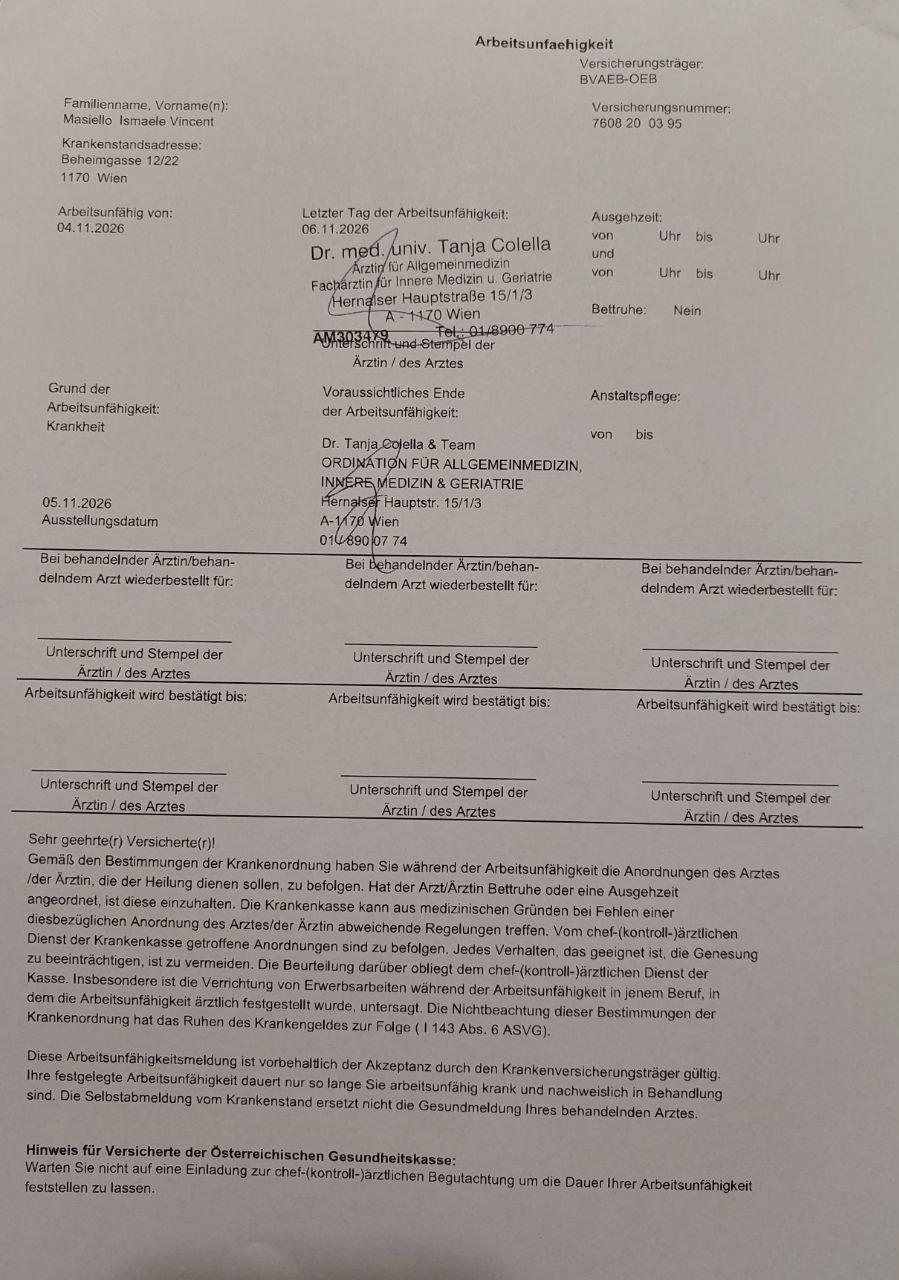 Arbeitsunfaehigkeit
Versicherungsträger:
BVAEB-OEB
Familienname, Vorname(n):
Masiello Ismaele Vincent
Versicherungsnummer:
7608 20 03 95
Krankenstandsadresse:
Beheimgasse 12/22
1170 Wien
Arbeitsunfähig von:
04.11.2026
Letzter Tag der Arbeitsunfähigkeit:
06.11.2026
Dr. med. univ. Tanja Colella
Ärztin für Allgemeinmedizin
Fachärztin für Innere Medizin u. Geriatrie
Hernalser Hauptstraße 15/1/3
A - 1170 Wien
AM303479 Tel.: 01/8900 774
Unterschrift und Stempel der
Ärztin / des Arztes
Ausgehzeit:
von Uhr bis Uhr
und
von Uhr bis Uhr
Bettruhe: Nein
Grund der
Arbeitsunfähigkeit:
Krankheit
Voraussichtliches Ende
der Arbeitsunfähigkeit:
Anstaltspflege:
von bis
Dr. Tanja Colella & Team
ORDINATION FÜR ALLGEMEINMEDIZIN,
INNERE MEDIZIN & GERIATRIE
Hernalser Hauptstr. 15/1/3
A-1170 Wien
01/890 07 74
05.11.2026
Ausstellungsdatum
Bei behandelnder Ärztin/behan-
delndem Arzt wiederbestellt für:
Bei behandelnder Ärztin/behan-
delndem Arzt wiederbestellt für:
Bei behandelnder Ärztin/behan-
delndem Arzt wiederbestellt für:
Unterschrift und Stempel der
Ärztin / des Arztes
Unterschrift und Stempel der
Ärztin / des Arztes
Unterschrift und Stempel der
Ärztin / des Arztes
Arbeitsunfähigkeit wird bestätigt bis:
Arbeitsunfähigkeit wird bestätigt bis:
Arbeitsunfähigkeit wird bestätigt bis:
Unterschrift und Stempel der
Ärztin / des Arztes
Unterschrift und Stempel der
Ärztin / des Arztes
Unterschrift und Stempel der
Ärztin / des Arztes
Sehr geehrte(r) Versicherte(r)!
Gemäß den Bestimmungen der Krankenordnung haben Sie während der Arbeitsunfähigkeit die Anordnungen des Arztes
/der Ärztin, die der Heilung dienen sollen, zu befolgen. Hat der Arzt/Ärztin Bettruhe oder eine Ausgehzeit
angeordnet, ist diese einzuhalten. Die Krankenkasse kann aus medizinischen Gründen bei Fehlen einer
diesbezüglichen Anordnung des Arztes/der Ärztin abweichende Regelungen treffen. Vom chef-(kontroll-)ärztlichen
Dienst der Krankenkasse getroffene Anordnungen sind zu befolgen. Jedes Verhalten, das geeignet ist, die Genesung
zu beeinträchtigen, ist zu vermeiden. Die Beurteilung darüber obliegt dem chef-(kontroll-)ärztlichen Dienst der
Kasse. Insbesondere ist die Verrichtung von Erwerbsarbeiten während der Arbeitsunfähigkeit in jenem Beruf, in
dem die Arbeitsunfähigkeit ärztlich festgestellt wurde, untersagt. Die Nichtbeachtung dieser Bestimmungen der
Krankenordnung hat das Ruhen des Krankengeldes zur Folge ( I 143 Abs. 6 ASVG).
Diese Arbeitsunfähigkeitsmeldung ist vorbehaltlich der Akzeptanz durch den Krankenversicherungsträger gültig.
Ihre festgelegte Arbeitsunfähigkeit dauert nur so lange Sie arbeitsunfähig krank und nachweislich in Behandlung
sind. Die Selbstabmeldung vom Krankenstand ersetzt nicht die Gesundmeldung Ihres behandelnden Arztes.
Hinweis für Versicherte der Österreichischen Gesundheitskasse:
Warten Sie nicht auf eine Einladung zur chef-(kontroll-)ärztlichen Begutachtung um die Dauer Ihrer Arbeitsunfähigkeit
feststellen zu lassen.